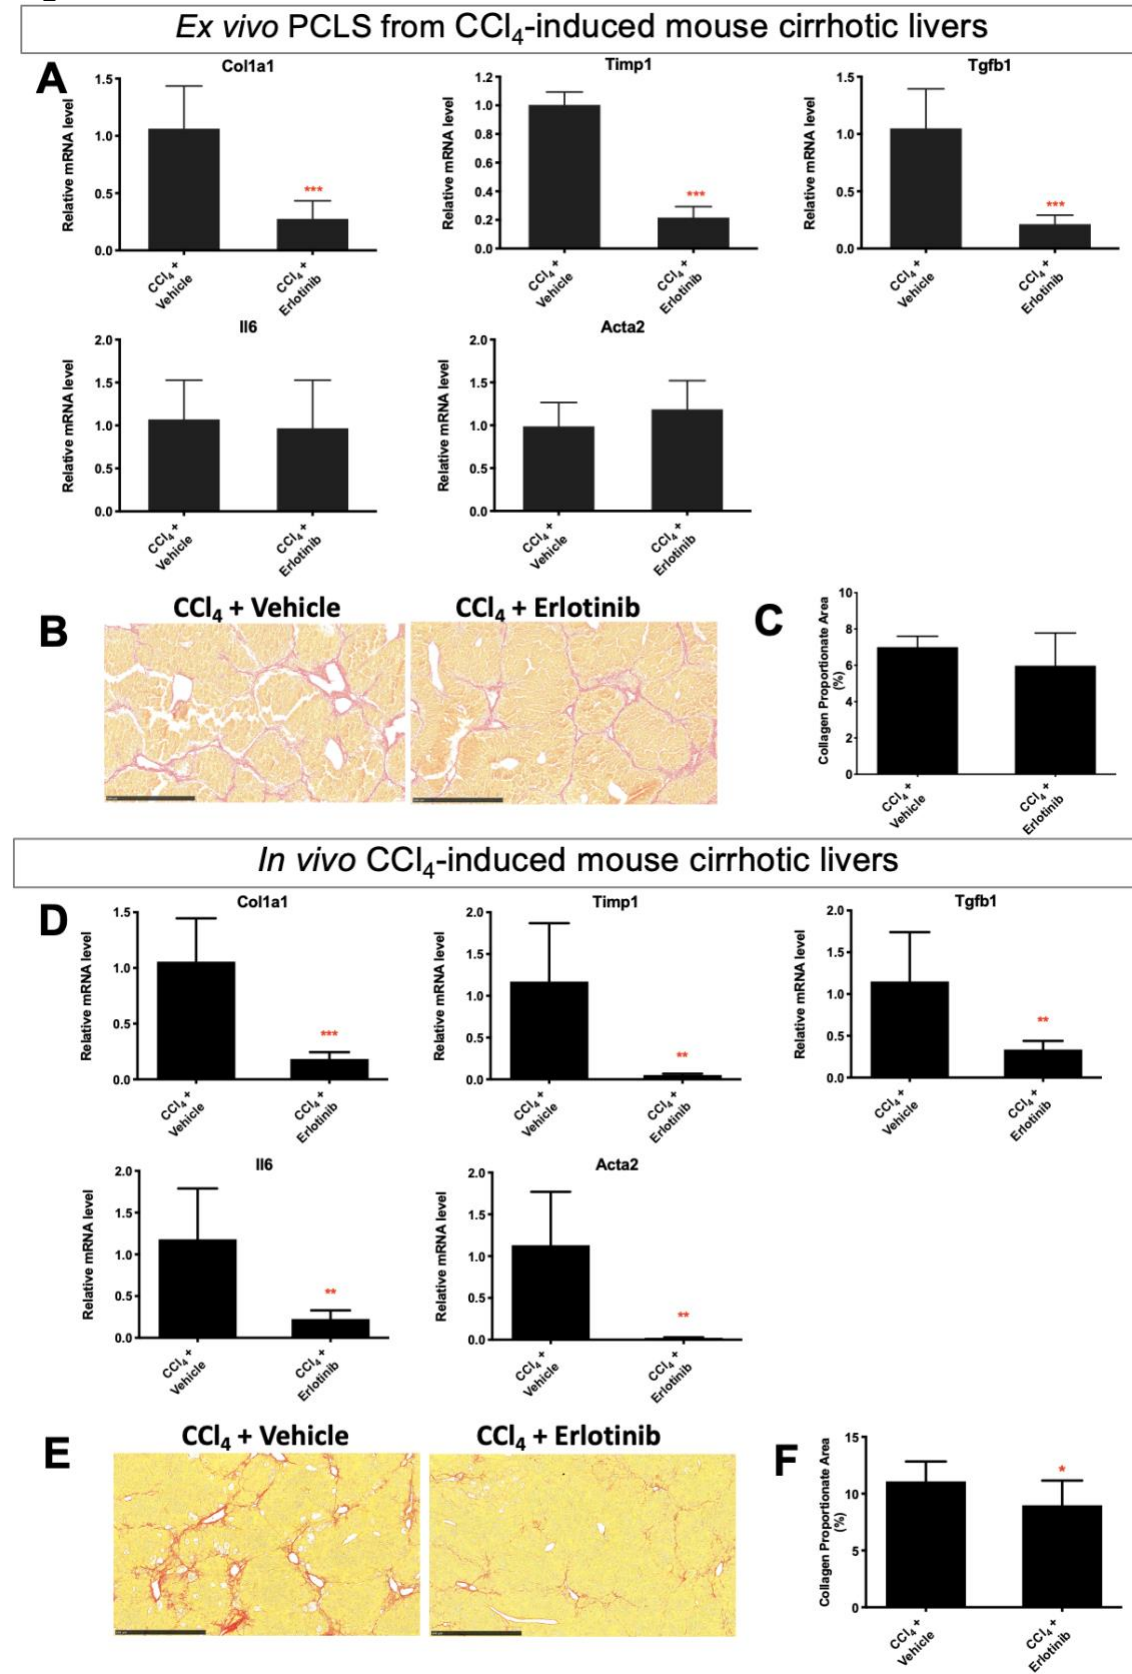 Ex vivo PCLS from CCl₄-induced mouse cirrhotic livers
A
Col1a1
Relative mRNA level
1.5
1.0
0.5
0.0
***
CCl₄ +
Vehicle
CCl₄ +
Erlotinib
Timp1
Relative mRNA level
1.2
1.0
0.8
0.6
0.4
0.2
0.0
***
CCl₄ +
Vehicle
CCl₄ +
Erlotinib
Tgfb1
Relative mRNA level
1.5
1.0
0.5
0.0
***
CCl₄ +
Vehicle
CCl₄ +
Erlotinib
Il6
Relative mRNA level
2.0
1.5
1.0
0.5
0.0
CCl₄ +
Vehicle
CCl₄ +
Erlotinib
Acta2
Relative mRNA level
2.0
1.5
1.0
0.5
0.0
CCl₄ +
Vehicle
CCl₄ +
Erlotinib
B
CCl₄ + Vehicle
CCl₄ + Erlotinib
C
Collagen Proportionate Area
(%)
10
8
6
4
2
0
CCl₄ +
Vehicle
CCl₄ +
Erlotinib
In vivo CCl₄-induced mouse cirrhotic livers
D
Col1a1
Relative mRNA level
1.5
1.0
0.5
0.0
***
CCl₄ +
Vehicle
CCl₄ +
Erlotinib
Timp1
Relative mRNA level
2.0
1.5
1.0
0.5
0.0
**
CCl₄ +
Vehicle
CCl₄ +
Erlotinib
Tgfb1
Relative mRNA level
2.0
1.5
1.0
0.5
0.0
**
CCl₄ +
Vehicle
CCl₄ +
Erlotinib
Il6
Relative mRNA level
2.0
1.5
1.0
0.5
0.0
**
CCl₄ +
Vehicle
CCl₄ +
Erlotinib
Acta2
Relative mRNA level
2.0
1.5
1.0
0.5
0.0
**
CCl₄ +
Vehicle
CCl₄ +
Erlotinib
E
CCl₄ + Vehicle
CCl₄ + Erlotinib
F
Collagen Proportionate Area
(%)
15
10
5
0
*
CCl₄ +
Vehicle
CCl₄ +
Erlotinib